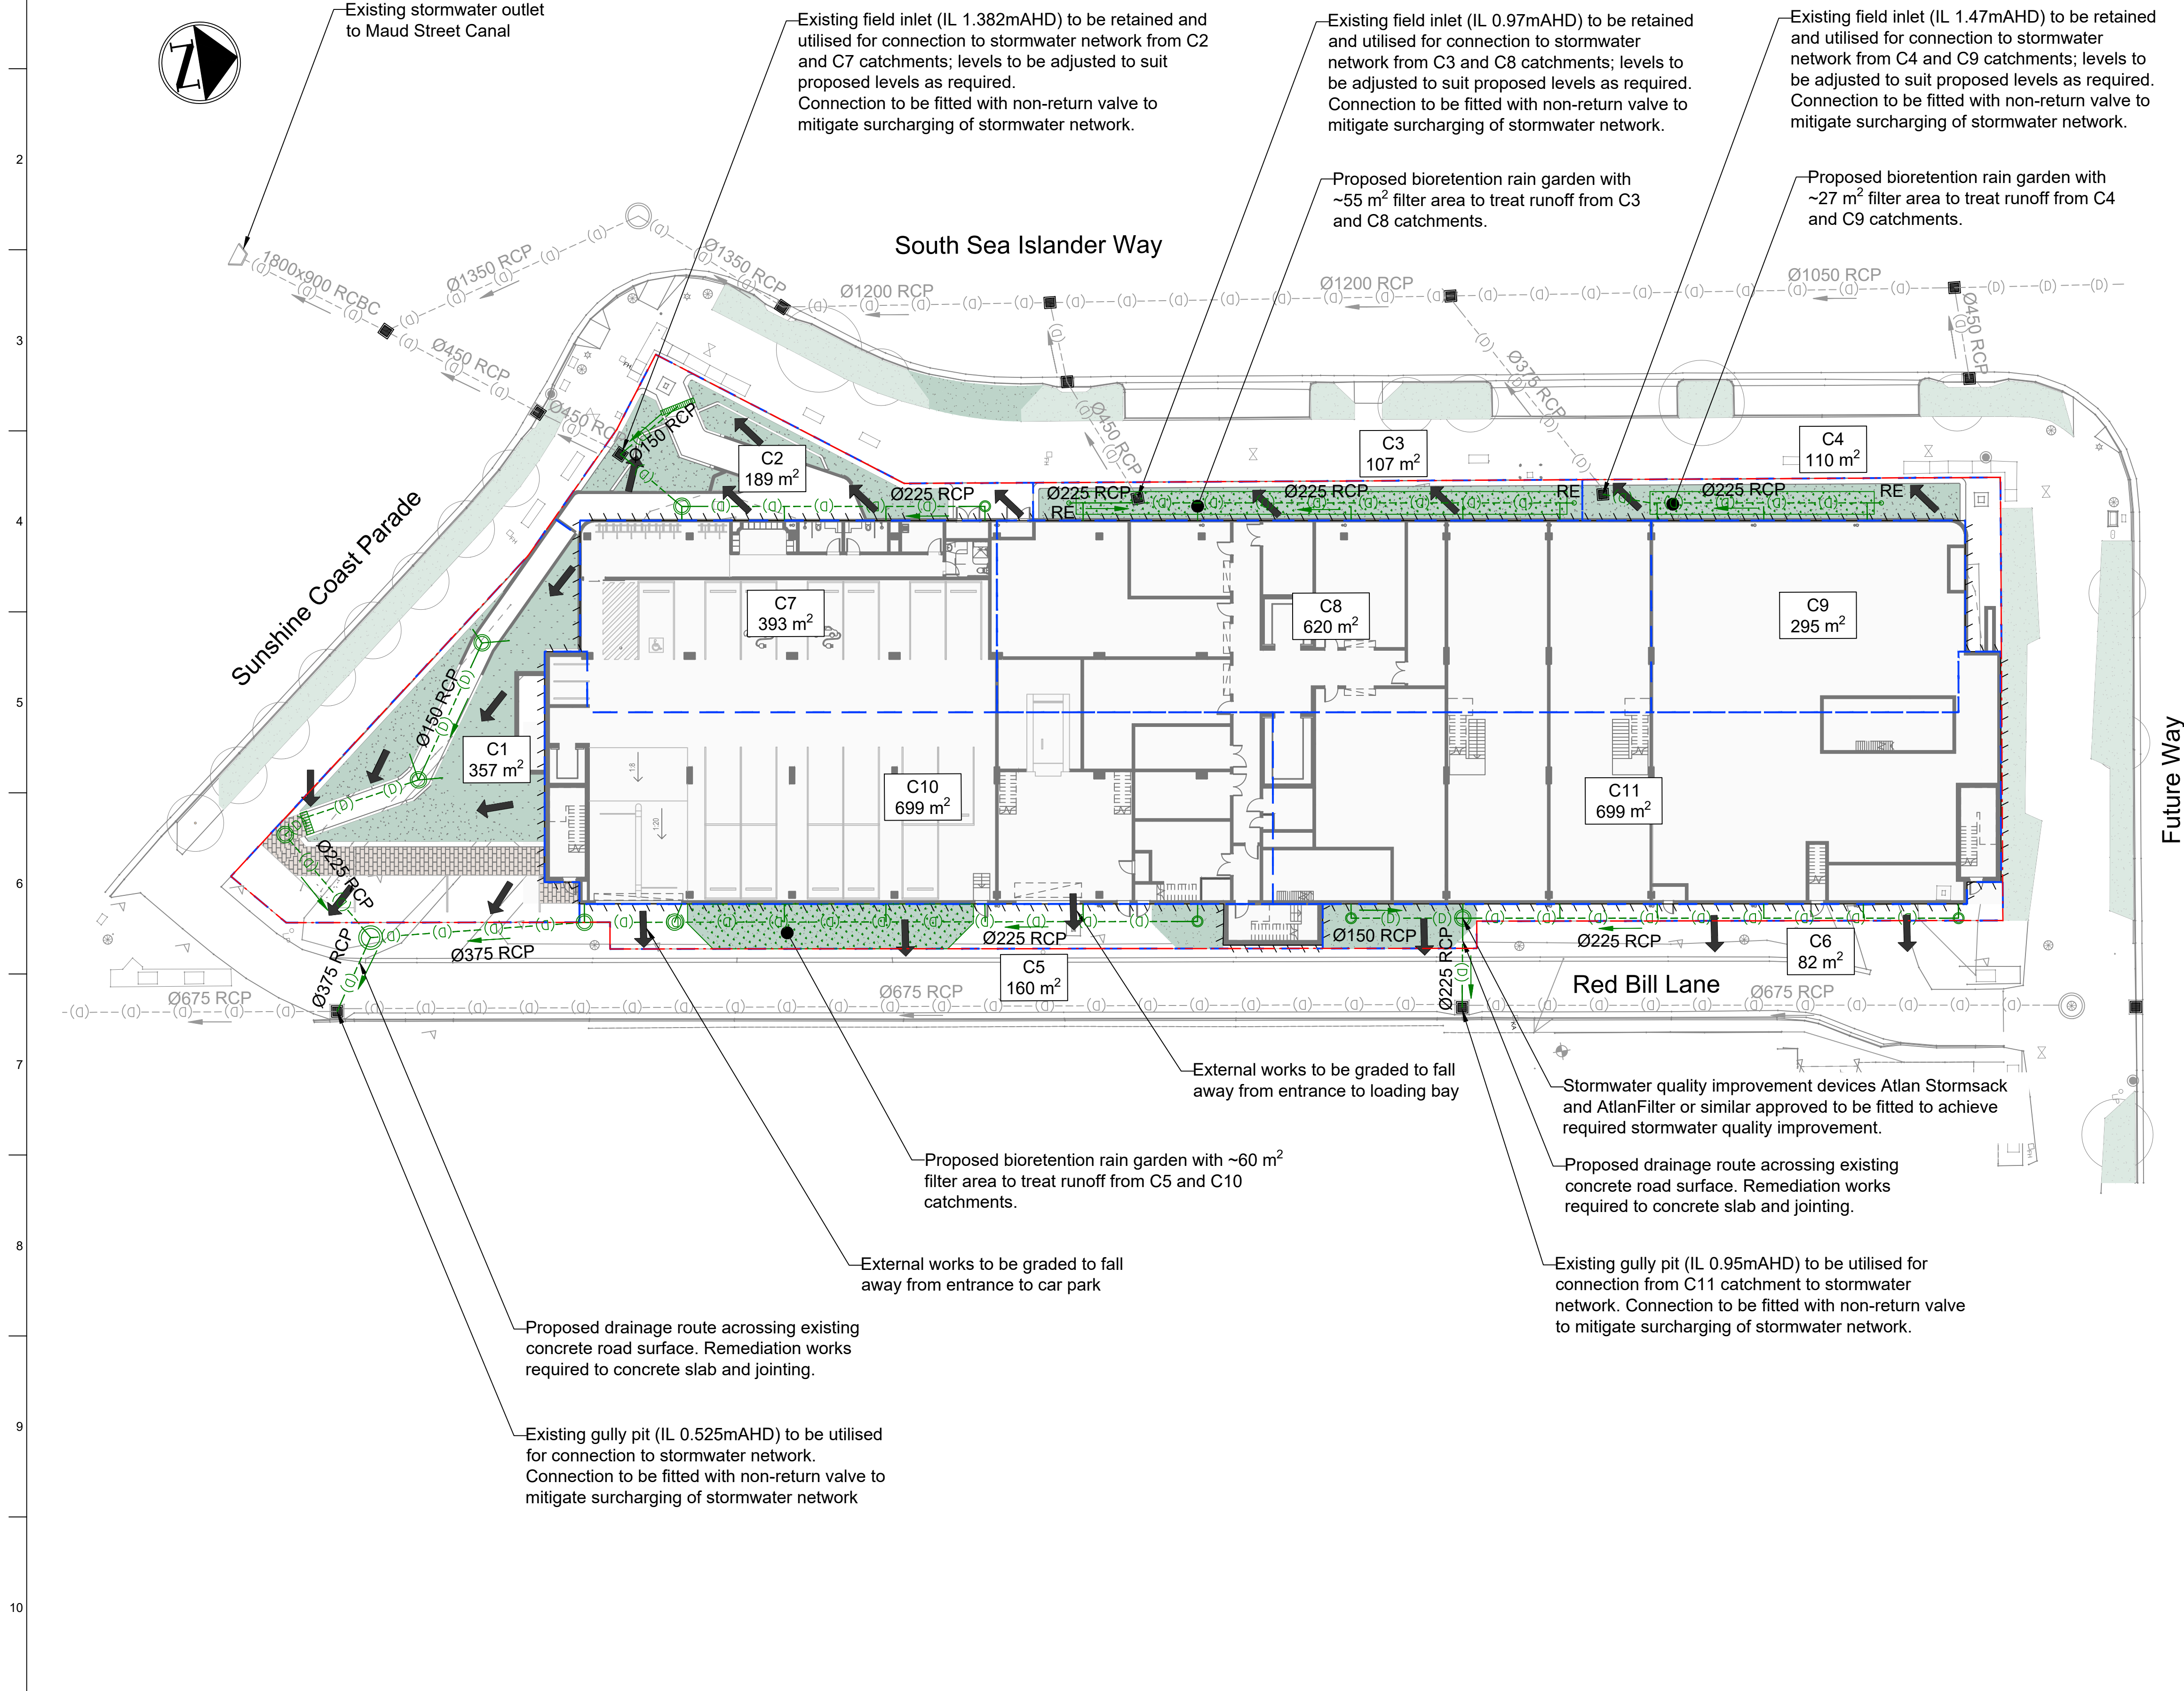 Existing stormwater outlet
to Maud Street Canal
Existing field inlet (IL 1.382mAHD) to be retained and
utilised for connection to stormwater network from C2
and C7 catchments; levels to be adjusted to suit
proposed levels as required.
Connection to be fitted with non-return valve to
mitigate surcharging of stormwater network.
Existing field inlet (IL 0.97mAHD) to be retained
and utilised for connection to stormwater
network from C3 and C8 catchments; levels to
be adjusted to suit proposed levels as required.
Connection to be fitted with non-return valve to
mitigate surcharging of stormwater network.
Existing field inlet (IL 1.47mAHD) to be retained
and utilised for connection to stormwater
network from C4 and C9 catchments; levels to
be adjusted to suit proposed levels as required.
Connection to be fitted with non-return valve to
mitigate surcharging of stormwater network.
N
2
Proposed bioretention rain garden with
~55 m² filter area to treat runoff from C3
and C8 catchments.
Proposed bioretention rain garden with
~27 m² filter area to treat runoff from C4
and C9 catchments.
South Sea Islander Way
1800x900 RCBC
Ø1350 RCP
Ø1350 RCP
Ø1200 RCP
Ø1200 RCP
Ø1050 RCP
3
Ø450 RCP
Ø450 RCP
Ø450 RCP
Ø375 RCP
Ø450 RCP
Ø150 RCP
C2
189 m²
C3
107 m²
C4
110 m²
4
Ø225 RCP
Ø225 RCP
RE
Ø225 RCP
RE
Ø225 RCP
RE
Sunshine Coast Parade
C7
393 m²
C8
620 m²
C9
295 m²
5
Ø150 RCP
C1
357 m²
1:8
1:20
C10
699 m²
C11
699 m²
Future Way
6
Ø225 RCP
Ø375 RCP
Ø375 RCP
Ø225 RCP
C5
160 m²
Ø150 RCP
Ø225 RCP
Ø225 RCP
C6
82 m²
Red Bill Lane
Ø675 RCP
Ø675 RCP
Ø675 RCP
7
External works to be graded to fall
away from entrance to loading bay
Stormwater quality improvement devices Atlan Stormsack
and AtlanFilter or similar approved to be fitted to achieve
required stormwater quality improvement.
Proposed bioretention rain garden with ~60 m²
filter area to treat runoff from C5 and C10
catchments.
Proposed drainage route acrossing existing
concrete road surface. Remediation works
required to concrete slab and jointing.
8
External works to be graded to fall
away from entrance to car park
Existing gully pit (IL 0.95mAHD) to be utilised for
connection from C11 catchment to stormwater
network. Connection to be fitted with non-return valve
to mitigate surcharging of stormwater network.
Proposed drainage route acrossing existing
concrete road surface. Remediation works
required to concrete slab and jointing.
9
Existing gully pit (IL 0.525mAHD) to be utilised
for connection to stormwater network.
Connection to be fitted with non-return valve to
mitigate surcharging of stormwater network
10